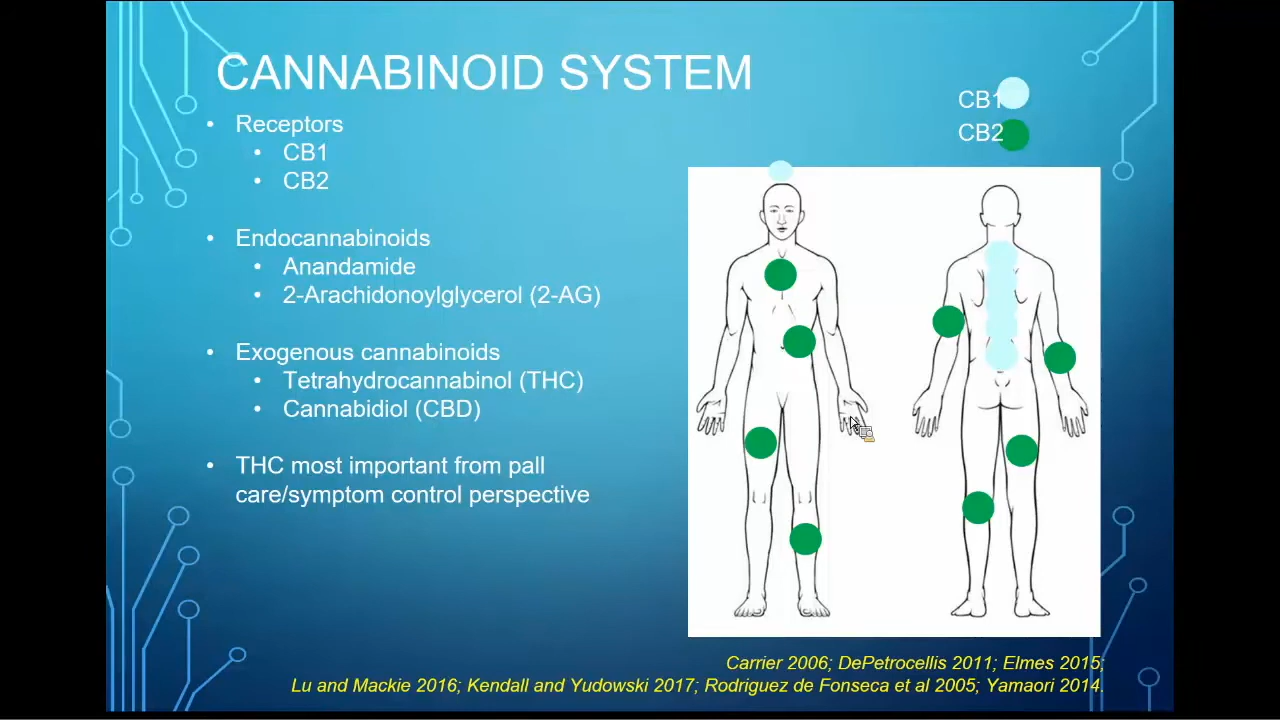 CANNABINOID SYSTEM
• Receptors
• CB1
• CB2
• Endocannabinoids
• Anandamide
• 2-Arachidonoylglycerol (2-AG)
• Exogenous cannabinoids
• Tetrahydrocannabinol (THC)
• Cannabidiol (CBD)
• THC most important from pall
care/symptom control perspective
CB1
CB2
Carrier 2006; DePetrocellis 2011; Elmes 2015;
Lu and Mackie 2016; Kendall and Yudowski 2017; Rodriguez de Fonseca et al 2005; Yamaori 2014.